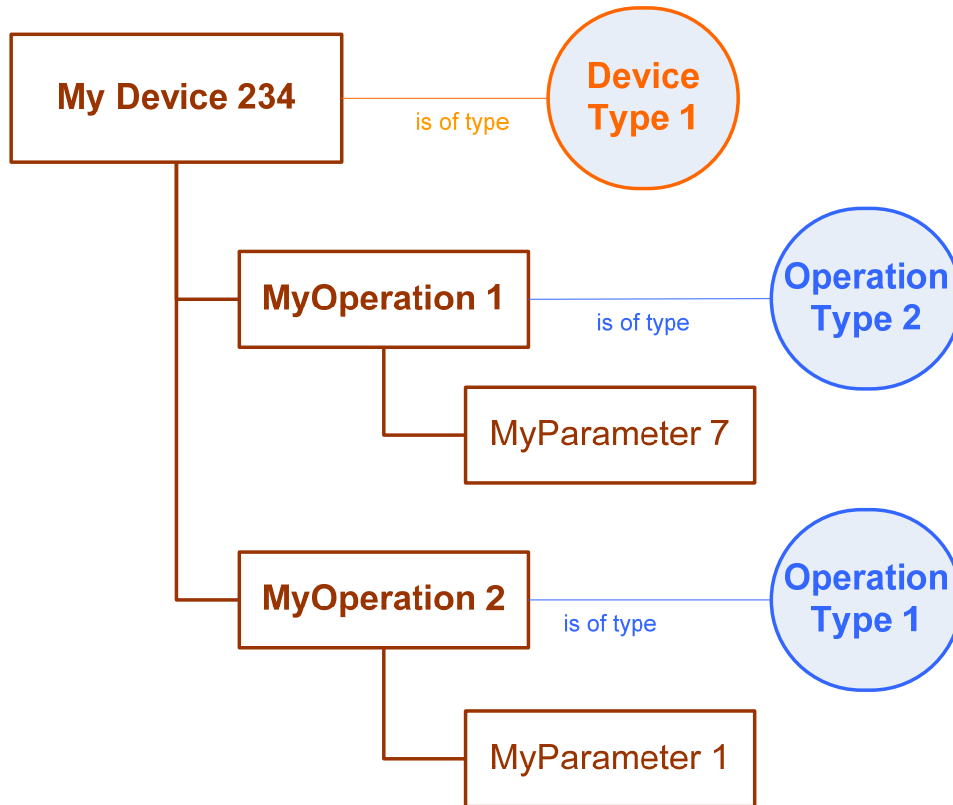 My Device 234
Device
Type 1
is of type
MyOperation 1
Operation
Type 2
is of type
MyParameter 7
MyOperation 2
Operation
Type 1
is of type
MyParameter 1